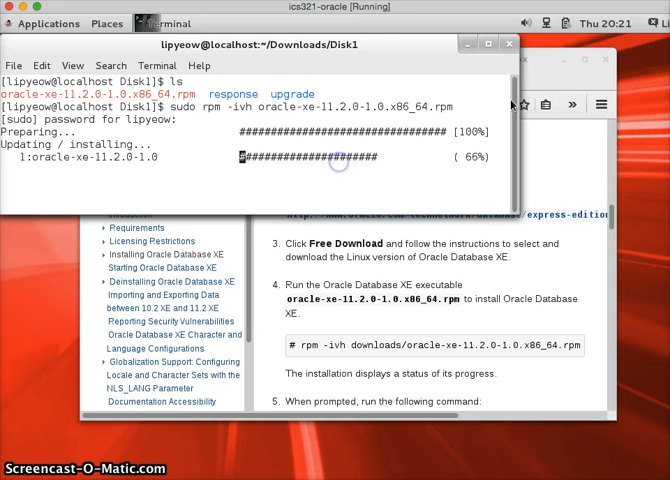 ics321-oracle [Running]
Applications Places Terminal Thu 20:21
lipyeow@localhost:~/Downloads/Disk1
File Edit View Search Terminal Help
[lipyeow@localhost Disk1]$ ls
oracle-xe-11.2.0-1.0.x86_64.rpm response upgrade
[lipyeow@localhost Disk1]$ sudo rpm -ivh oracle-xe-11.2.0-1.0.x86_64.rpm
[sudo] password for lipyeow:
Preparing... ################################# [100%]
Updating / installing...
1:oracle-xe-11.2.0-1.0 ###################### ( 66%)
Requirements
Licensing Restrictions
Installing Oracle Database XE
Starting Oracle Database XE
Deinstalling Oracle Database XE
Importing and Exporting Data
between 10.2 XE and 11.2 XE
Reporting Security Vulnerabilities
Oracle Database XE Character and
Language Configurations
Globalization Support: Configuring
Locale and Character Sets with the
NLS_LANG Parameter
Documentation Accessibility
http://www.oracle.com/technetwork/database/express-edition
3. Click Free Download and follow the instructions to select and
download the Linux version of Oracle Database XE.
4. Run the Oracle Database XE executable
oracle-xe-11.2.0-1.0.x86_64.rpm to install Oracle Database
XE.
# rpm -ivh downloads/oracle-xe-11.2.0-1.0.x86_64.rpm
The installation displays a status of its progress.
5. When prompted, run the following command:
Screencast-O-Matic.com